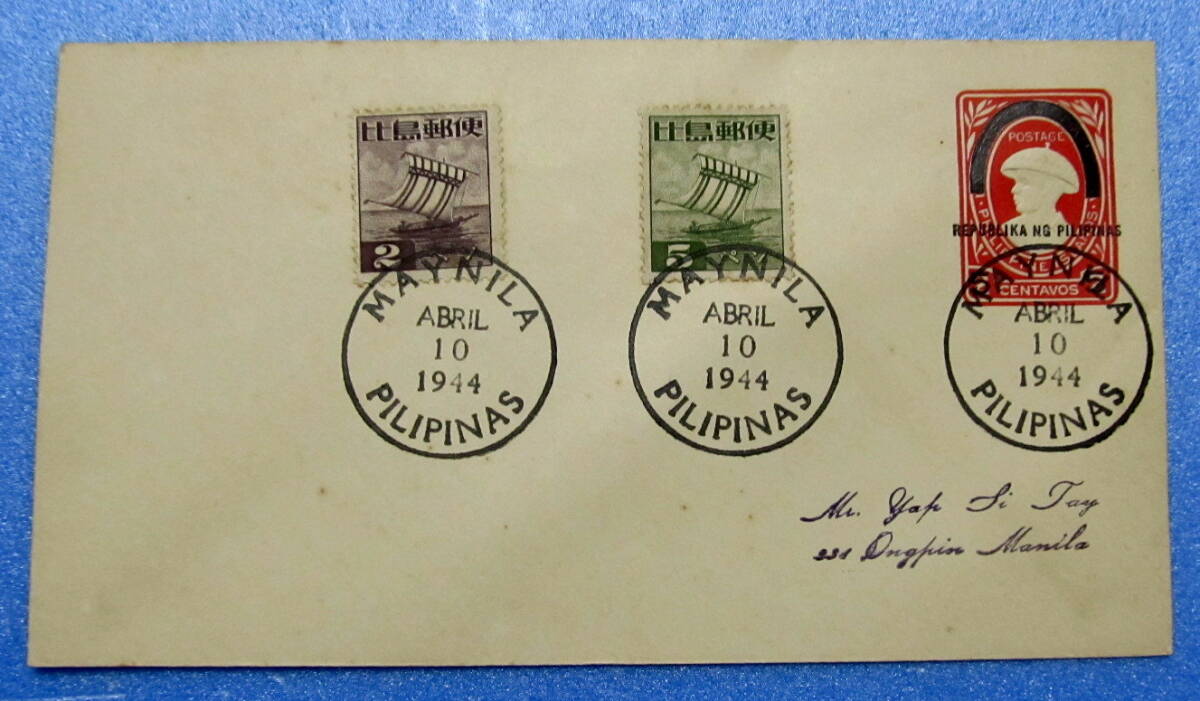 比島郵便
2
比島郵便
5
POSTAGE
REPUBLIKA NG PILIPINAS
CENTAVOS
MAYNILA
ABRIL
10
1944
PILIPINAS
MAYNILA
ABRIL
10
1944
PILIPINAS
MAYNILA
ABRIL
10
1944
PILIPINAS
Mr. Yap Si Tay
Ongpin Manila